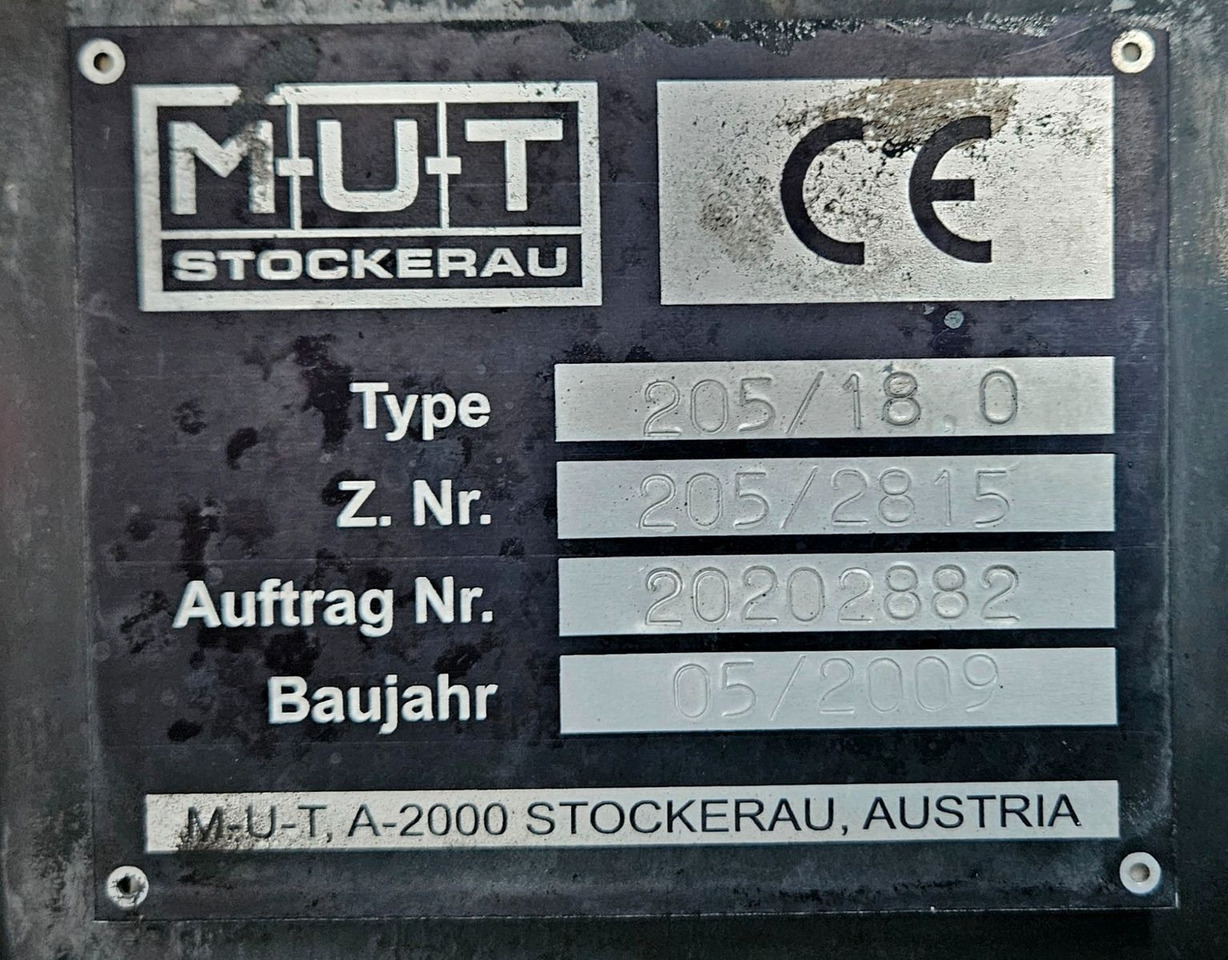 M-U-T CE
STOCKERAU
Type 205/18,0
Z. Nr. 205/2815
Auftrag Nr. 20202882
Baujahr 05/2009
M-U-T, A-2000 STOCKERAU, AUSTRIA